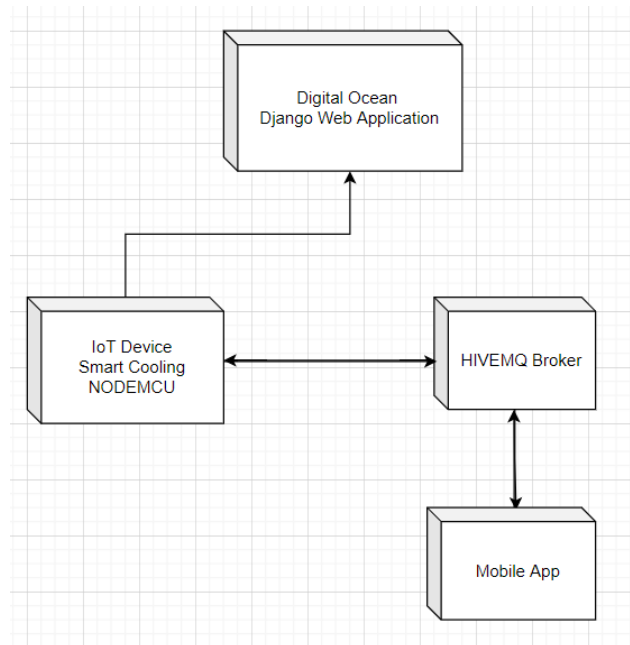 Digital Ocean
Django Web Application
IoT Device
Smart Cooling
NODEMCU
HIVEMQ Broker
Mobile App